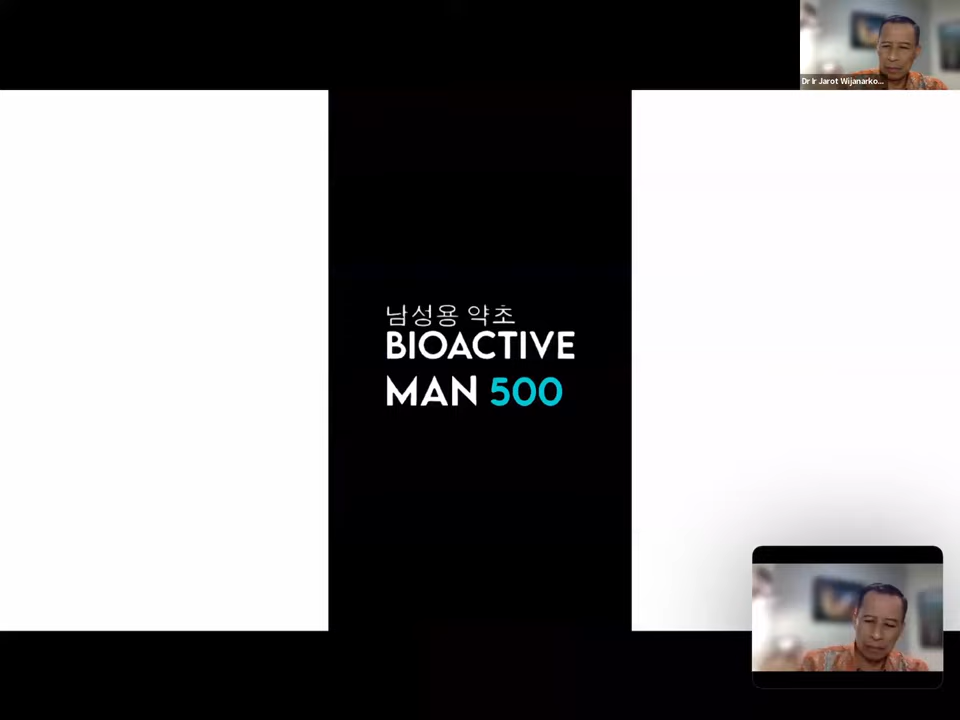 Dr Ir Jarot Wijanarko...
남성용 약초
BIOACTIVE
MAN 500